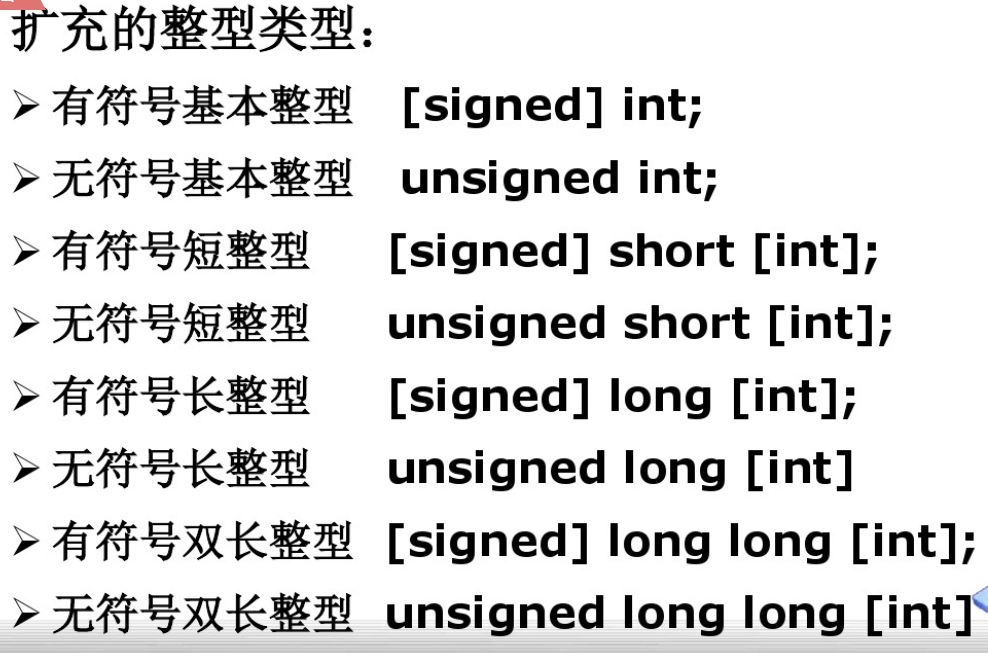 扩充的整型类型：
➢ 有符号基本整型 [signed] int;
➢ 无符号基本整型 unsigned int;
➢ 有符号短整型 [signed] short [int];
➢ 无符号短整型 unsigned short [int];
➢ 有符号长整型 [signed] long [int];
➢ 无符号长整型 unsigned long [int]
➢ 有符号双长整型 [signed] long long [int];
➢ 无符号双长整型 unsigned long long [int]